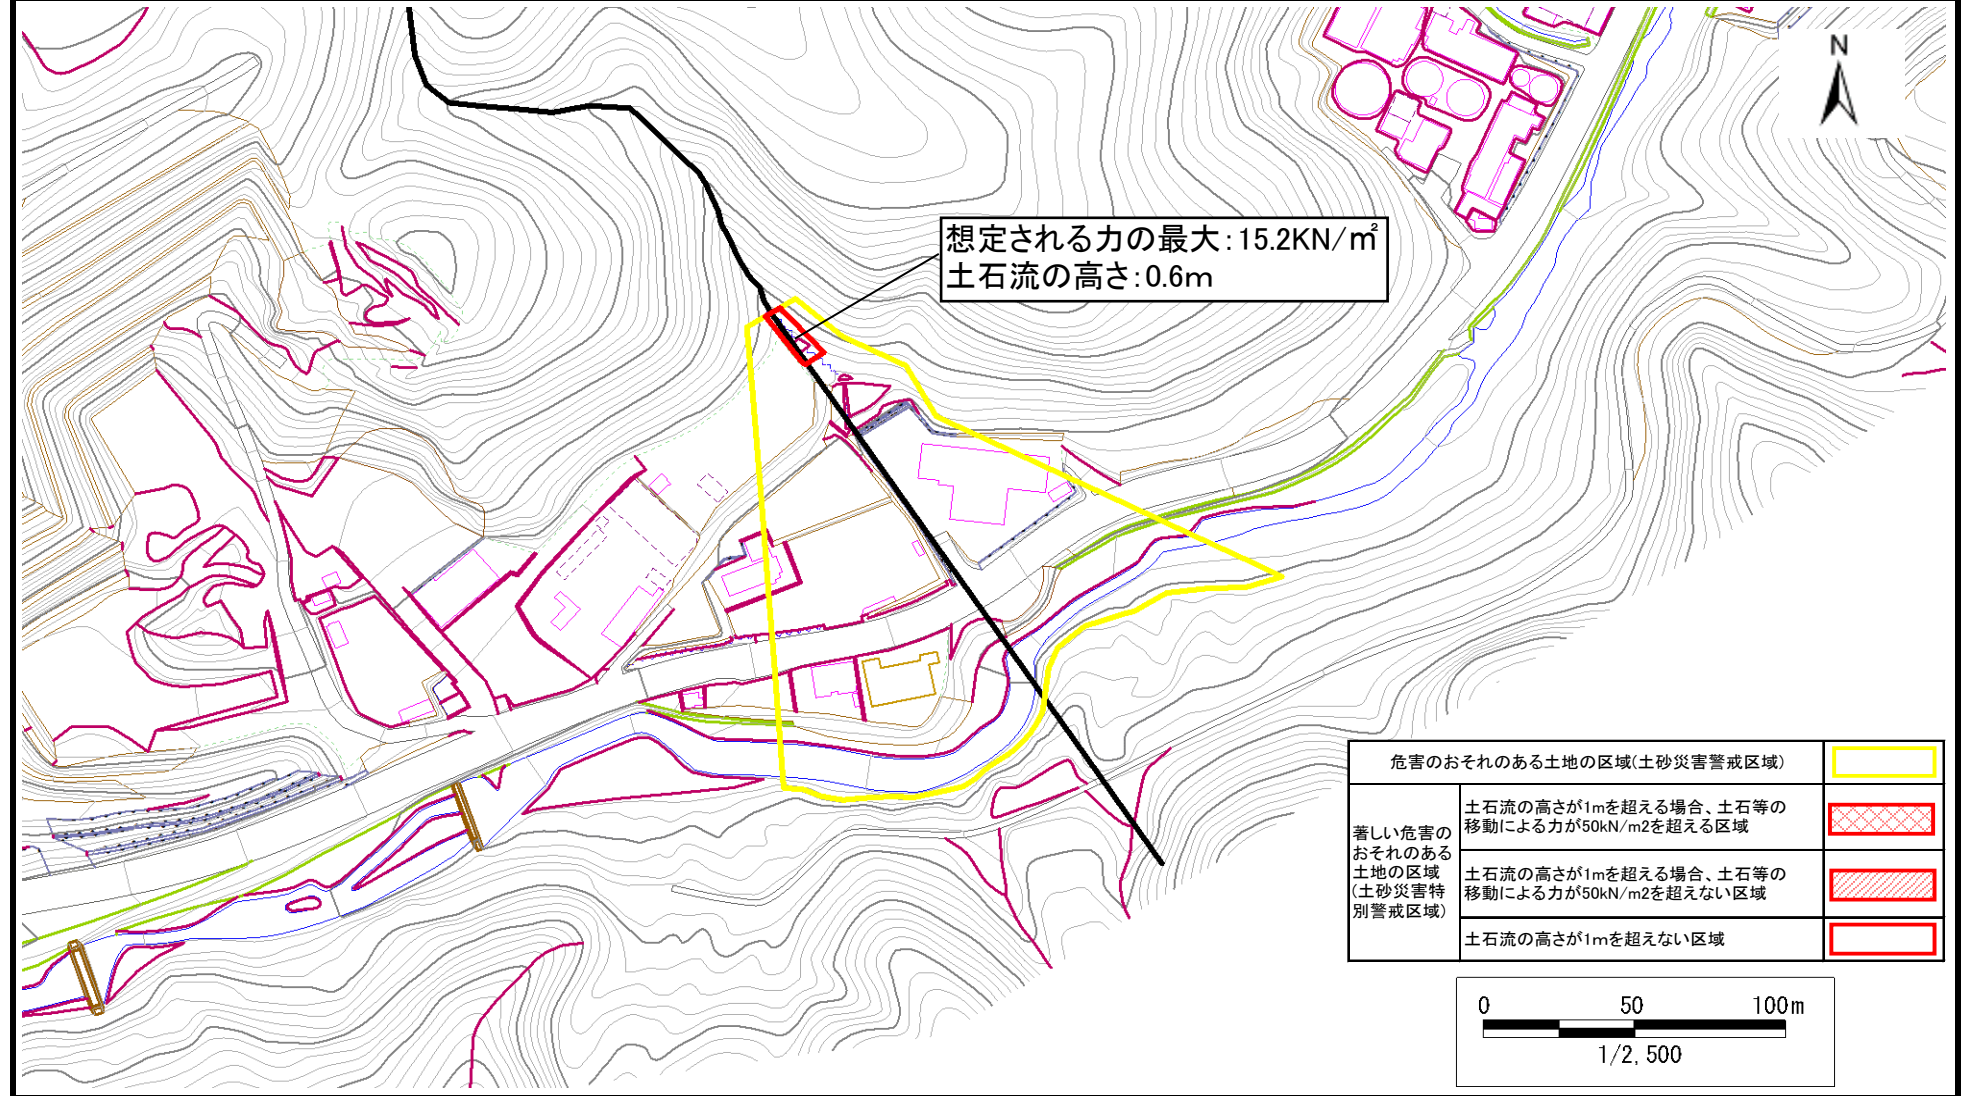 N
想定される力の最大:15.2KN/㎡
土石流の高さ:0.6m
危害のおそれのある土地の区域(土砂災害警戒区域)
著しい危害の
おそれのある
土地の区域
(土砂災害特
別警戒区域)
土石流の高さが1mを超える場合、土石等の
移動による力が50kN/m2を超える区域
土石流の高さが1mを超える場合、土石等の
移動による力が50kN/m2を超えない区域
土石流の高さが1mを超えない区域
0 50 100m
1/2,500